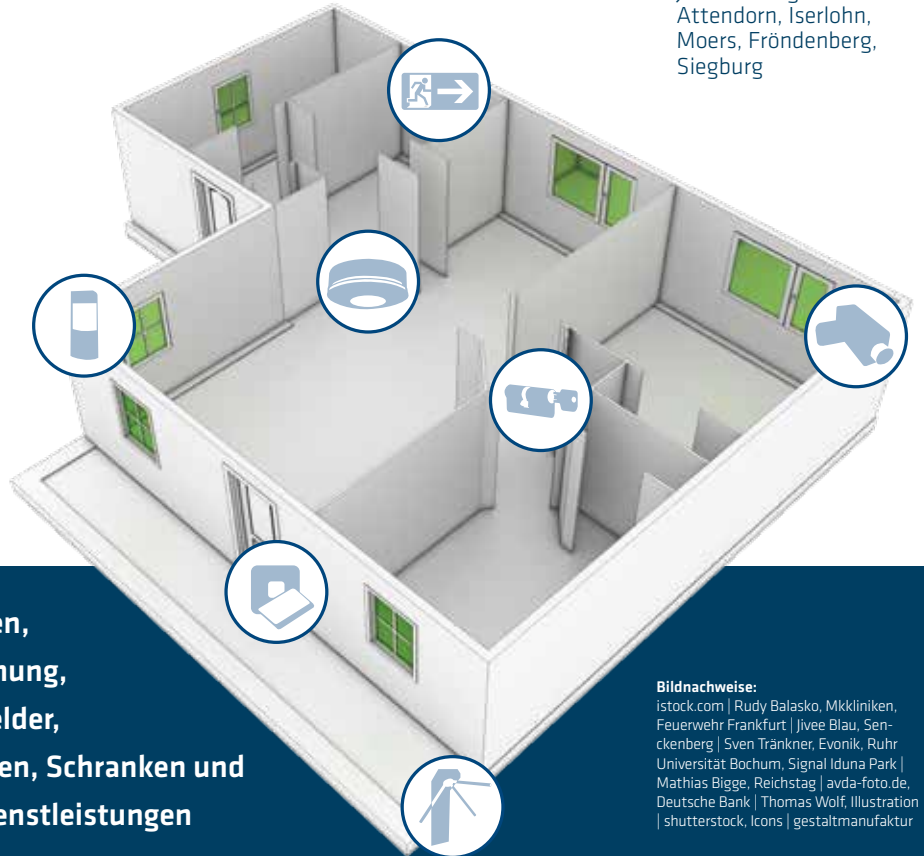 Attendorn, Iserlohn,
Moers, Fröndenberg,
Siegburg
en,
nung,
elder,
en, Schranken und
enstleistungen
Bildnachweise:
istock.com | Rudy Balasko, Mkkliniken,
Feuerwehr Frankfurt | Jivee Blau, Sen-
ckenberg | Sven Tränkner, Evonik, Ruhr
Universität Bochum, Signal Iduna Park |
Mathias Bigge, Reichstag | avda-foto.de,
Deutsche Bank | Thomas Wolf, Illustration
| shutterstock, Icons | gestaltmanufaktur